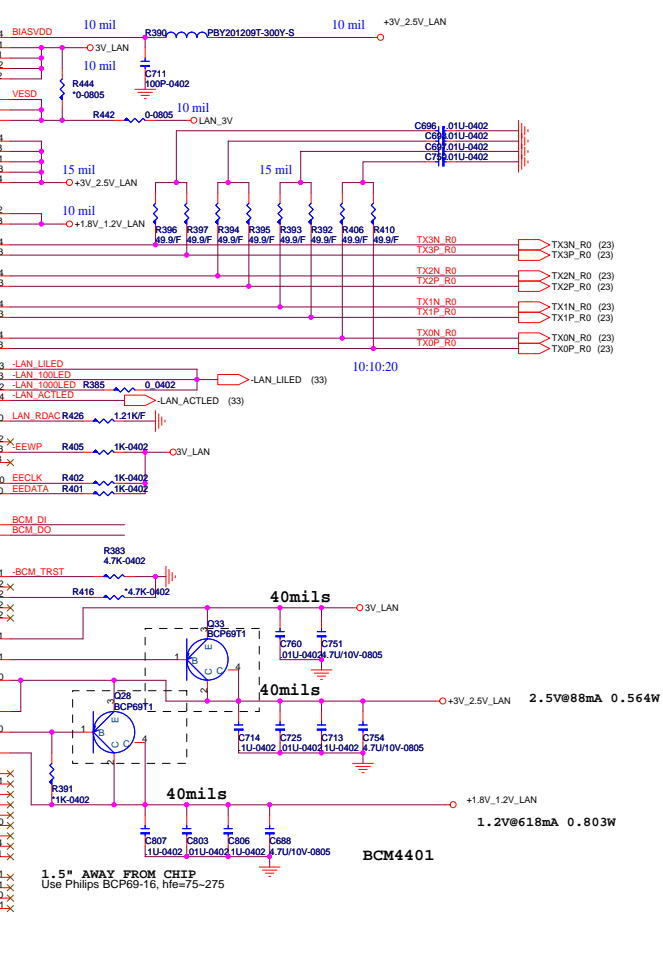 10 mil
10 mil
+3V_2.5V_LAN
BIASVDD
R390
PBY201209T-300Y-S
3V_LAN
10 mil
C711
100P-0402
R444
*0-0805
VESD
10 mil
R442
0-0805
LAN_3V
C696 .01U-0402
.01U-0402
C697 .01U-0402
.01U-0402
15 mil
15 mil
+3V_2.5V_LAN
10 mil
+1.8V_1.2V_LAN
R396 R397 R394 R395 R393 R392 R406 R410
49.9/F 49.9/F 49.9/F 49.9/F 49.9/F 49.9/F 49.9/F 49.9/F
TX3N_R0 TX3N_R0 (23)
TX3P_R0 TX3P_R0 (23)
TX2N_R0 TX2N_R0 (23)
TX2P_R0 TX2P_R0 (23)
TX1N_R0 TX1N_R0 (23)
TX1P_R0 TX1P_R0 (23)
TX0N_R0 TX0N_R0 (23)
TX0P_R0 TX0P_R0 (23)
10:10:20
-LAN_LILED
-LAN_100LED
-LAN_LILED (33)
-LAN_1000LED R385 0_0402
-LAN_ACTLED
-LAN_ACTLED (33)
LAN_RDAC R426 1.21K/F
-EEWP R405 1K-0402
3V_LAN
EECLK R402 1K-0402
EEDATA R401 1K-0402
BCM_DI
BCM_DO
R383
4.7K-0402
-BCM_TRST
R416 *4.7K-0402
40mils
3V_LAN
Q33
BCP69T1
3
E
1 B
C C 4
2
C760 C751
.01U-0402 4.7U/10V-0805
40mils
+3V_2.5V_LAN
2.5V@88mA 0.564W
Q28
BCP69T1
3
E
1 B
C C 4
2
C714 C725 C713 C754
.1U-0402 .01U-0402 .1U-0402 4.7U/10V-0805
R391
*1K-0402
40mils
+1.8V_1.2V_LAN
1.2V@618mA 0.803W
C807 C803 C806 C688
.1U-0402 .01U-0402 .1U-0402 4.7U/10V-0805
BCM4401
1.5" AWAY FROM CHIP
Use Philips BCP69-16, hfe=75~275